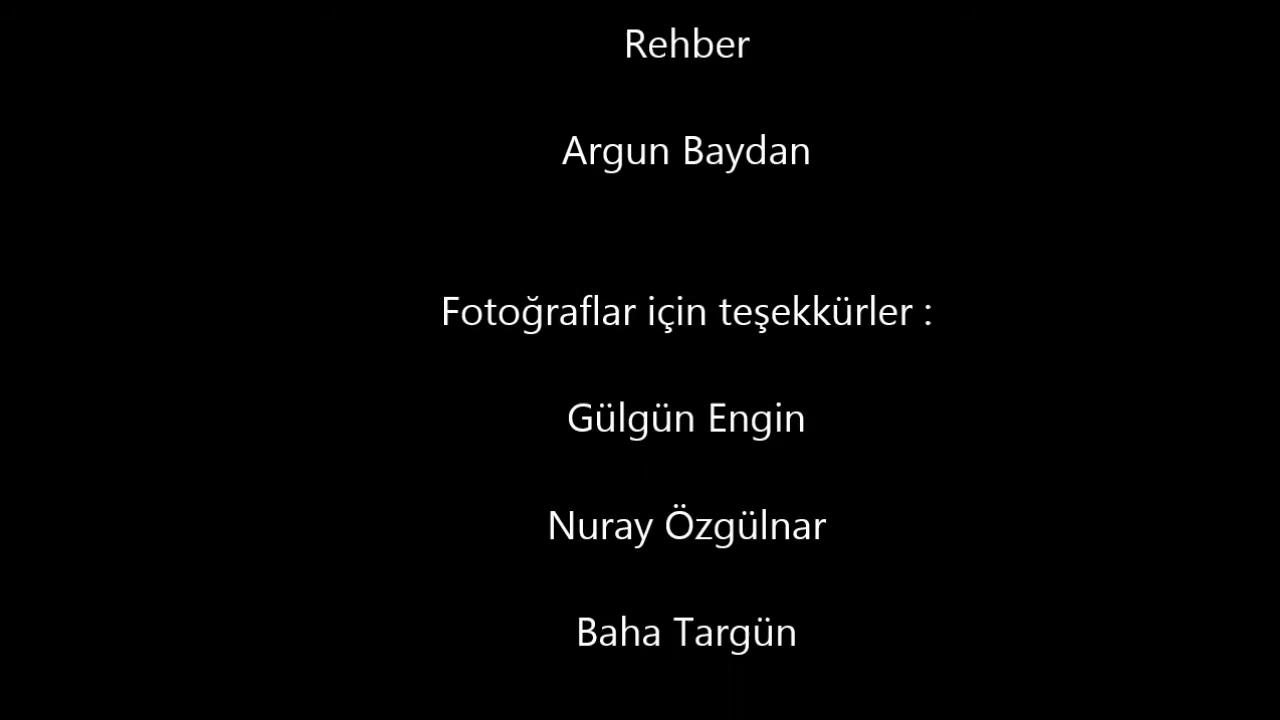 Rehber
Argun Baydan
Fotoğraflar için teşekkürler :
Gülgün Engin
Nuray Özgülnar
Baha Targün